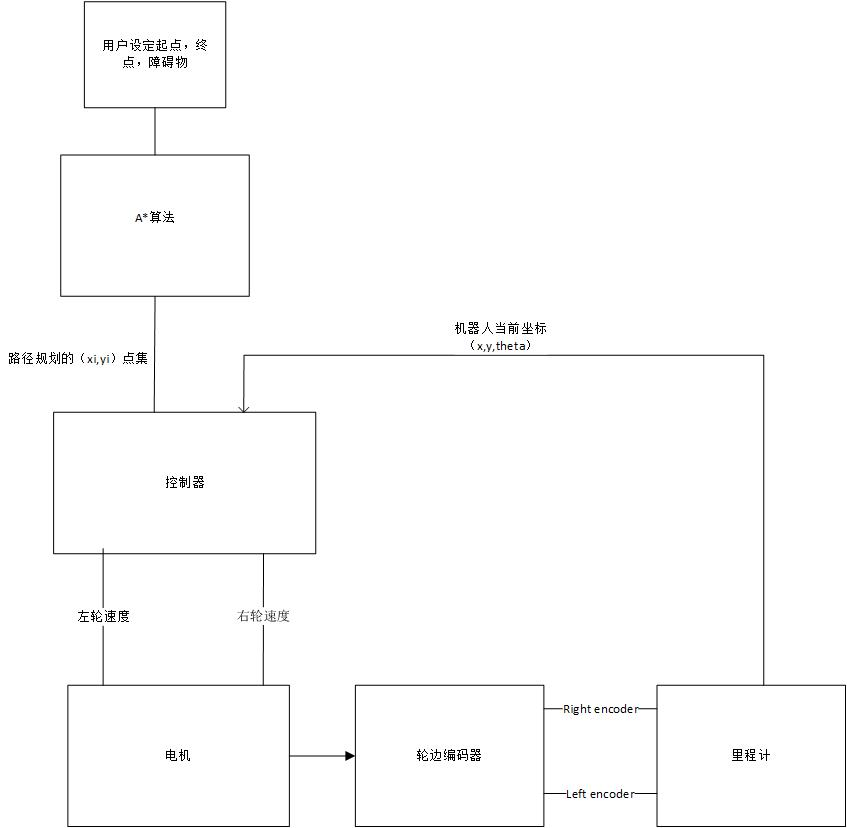 用户设定起点，终
点，障碍物
A*算法
路径规划的（xi,yi）点集
机器人当前坐标
（x,y,theta）
控制器
左轮速度
右轮速度
电机
轮边编码器
Right encoder
Left encoder
里程计